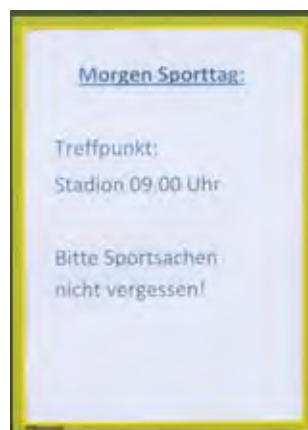 Morgen Sporttag:
Treffpunkt:
Stadion 09.00 Uhr
Bitte Sportsachen
nicht vergessen!